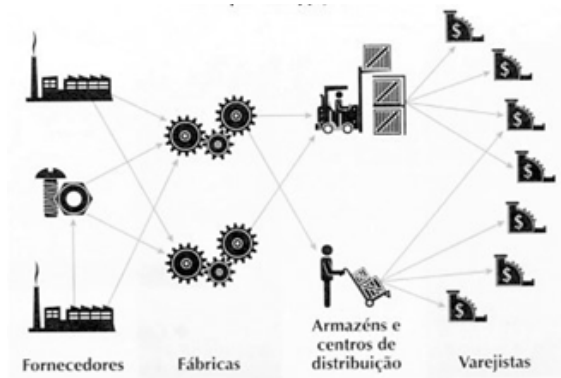 $
$
$
$
$
$
$
Fornecedores
Fábricas
Armazéns e
centros de
distribuição
Varejistas